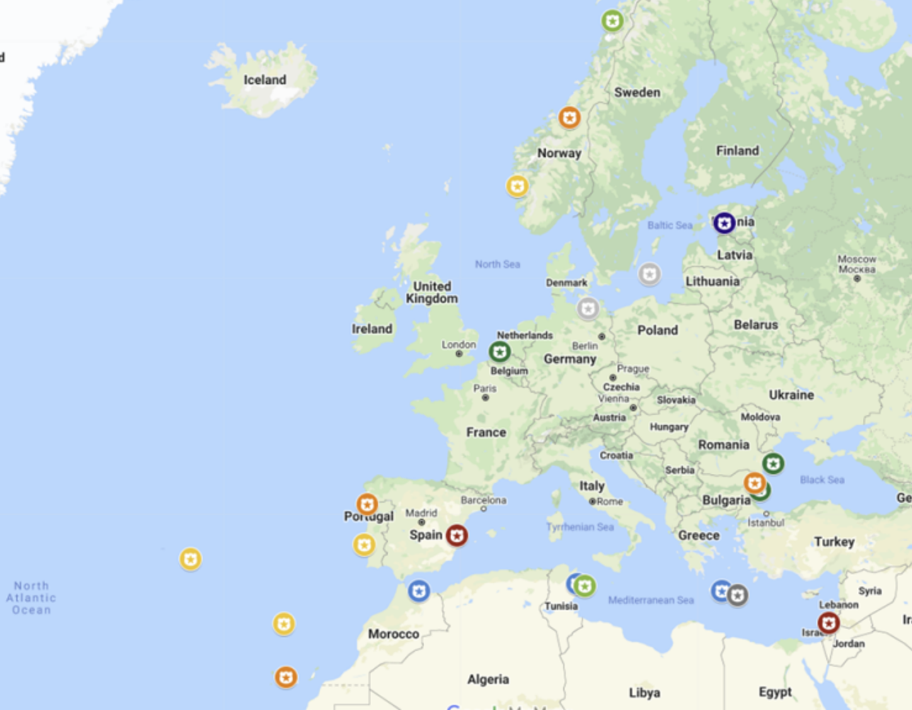 d
Iceland
Sweden
Norway
Finland
nia
Baltic Sea
Latvia
Moscow
Москва
North Sea
Denmark
Lithuania
United
Kingdom
Ireland
Netherlands
Poland
Belarus
London
Berlin
Germany
Belgium
Prague
Paris
Czechia
Vienna
Slovakia
Ukraine
Austria
Moldova
France
Hungary
Romania
Croatia
Serbia
Italy
Black Sea
Barcelona
Rome
Bulgaria
Ge
Portugal
Madrid
Istanbul
Spain
Tyrrhenian Sea
Greece
Turkey
North
Atlantic
Ocean
Syria
Tunisia
Mediterranean Sea
Lebanon
Morocco
Israel
Jordan
Algeria
Libya
Egypt